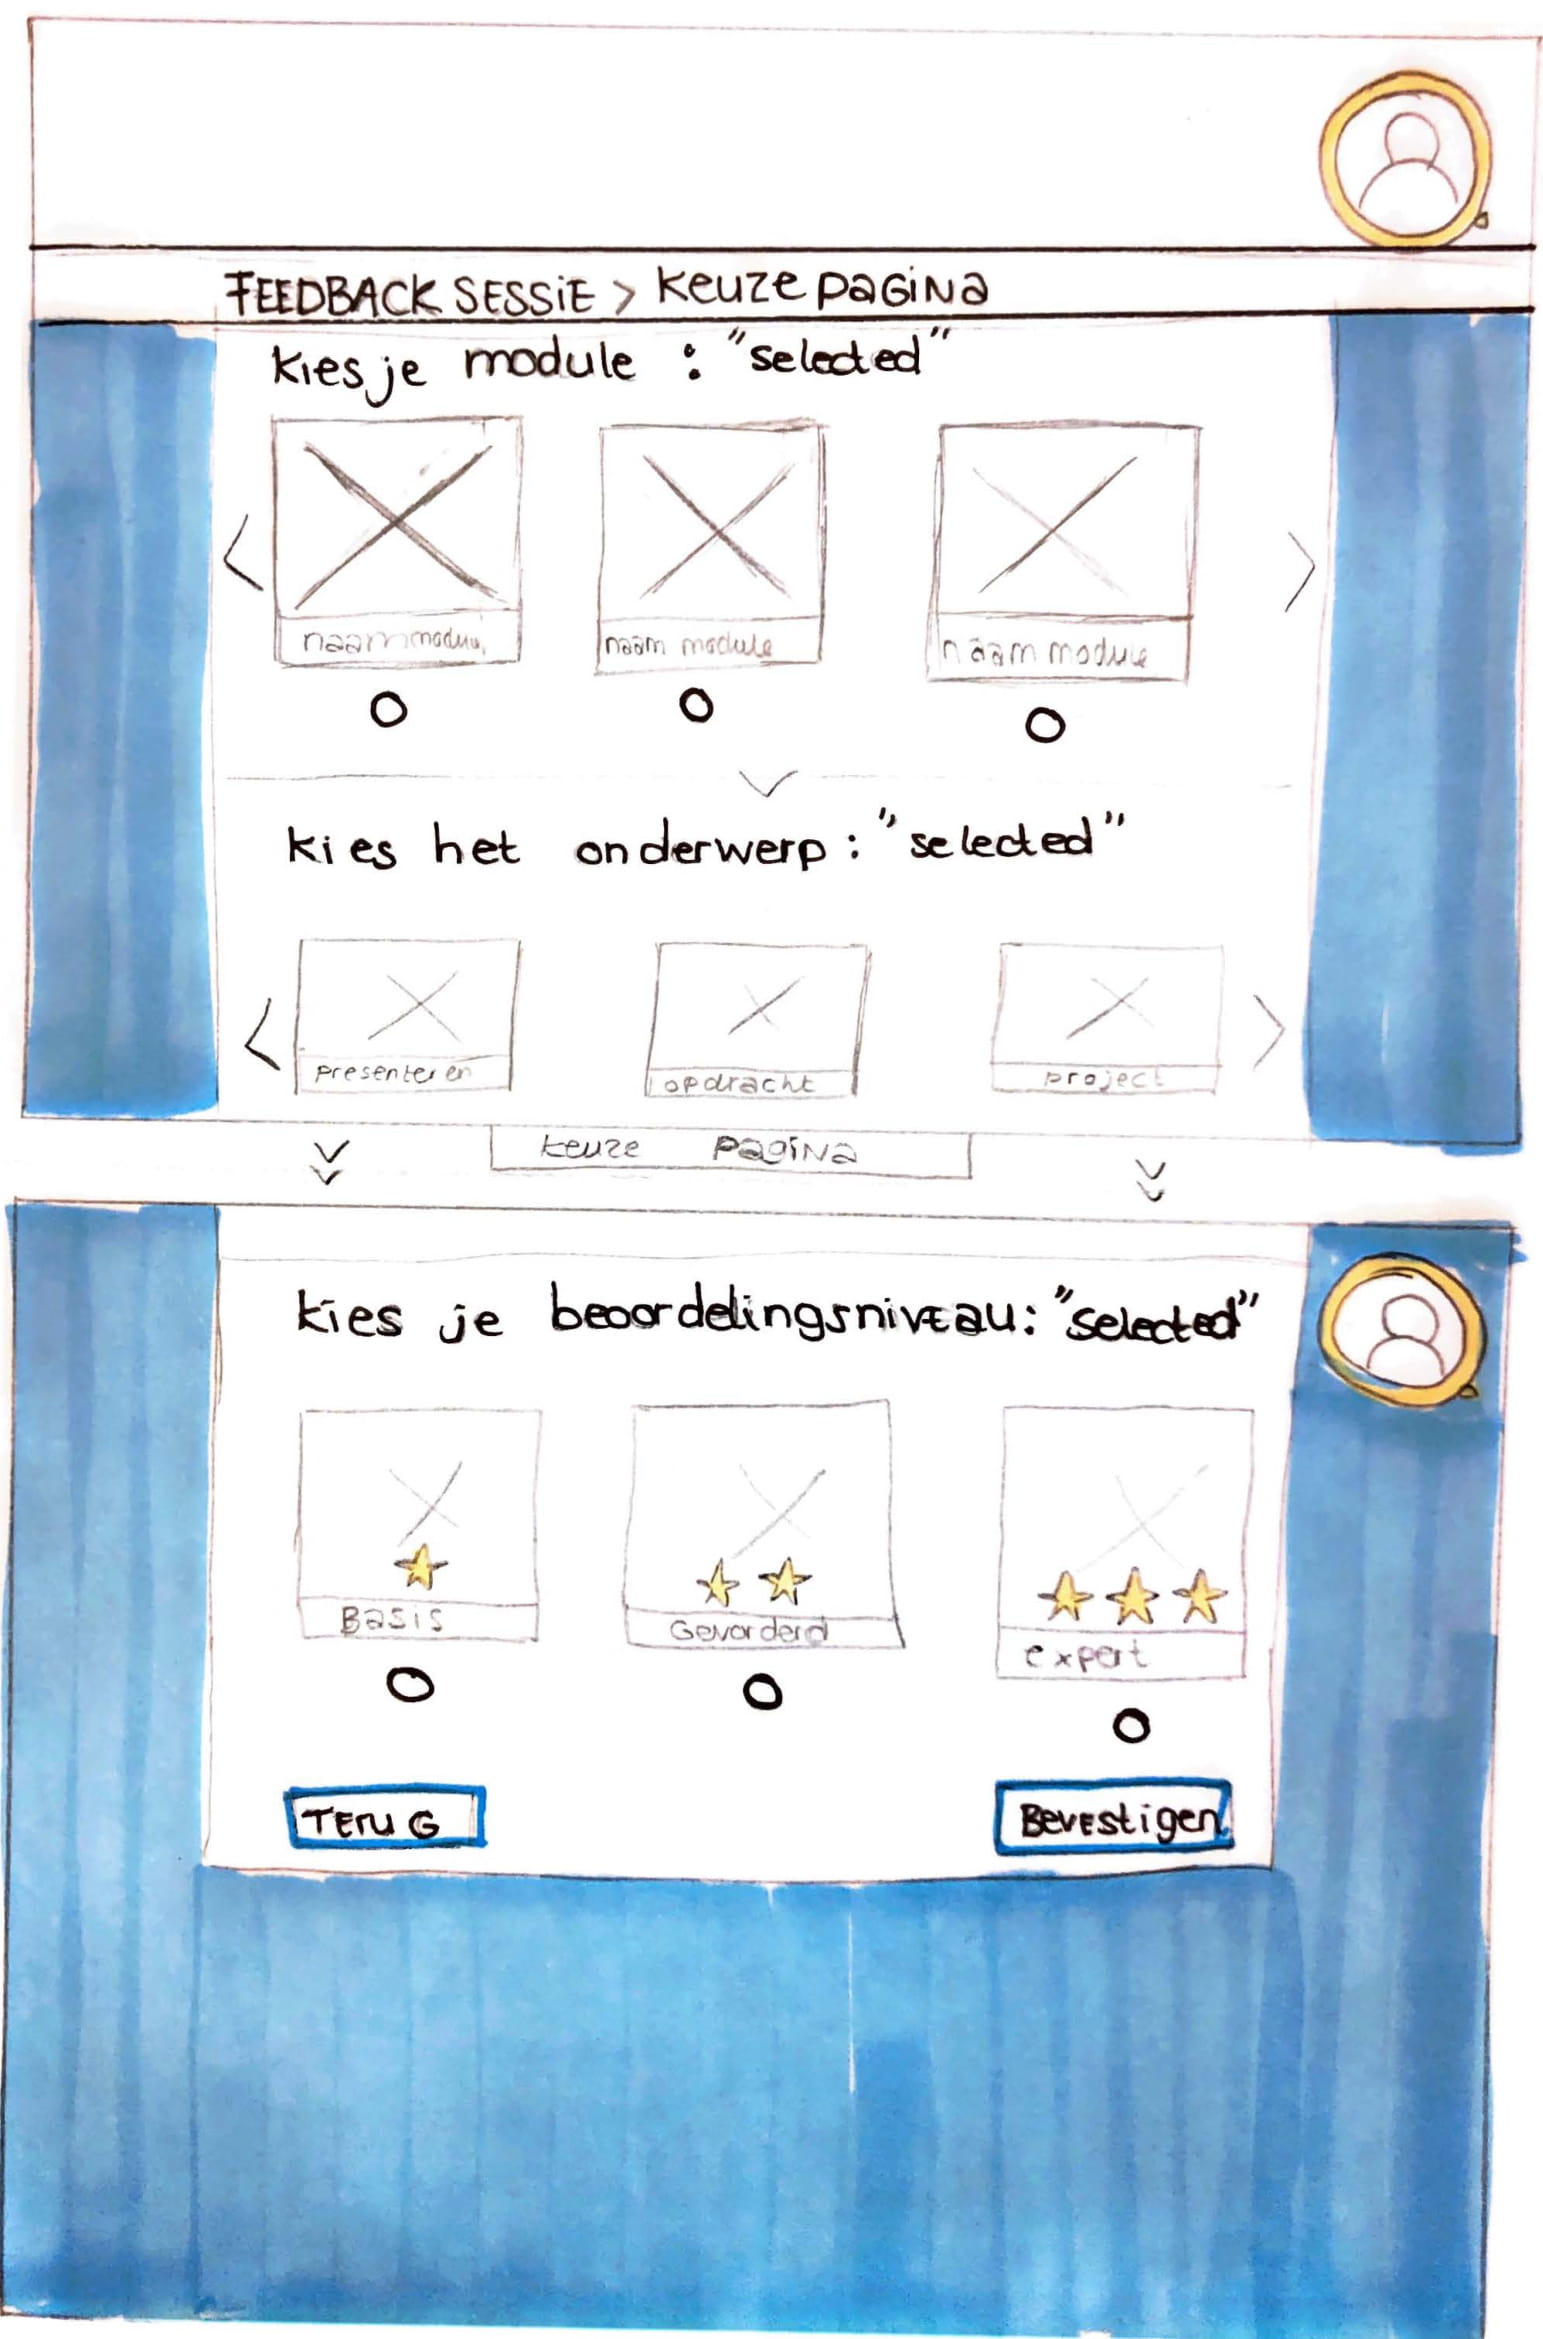 FEEDBACK SESSIE > keuze pagina
kies je module : "selected"
naam module naam module naam module
kies het onderwerp : "selected"
presenteren opdracht project
keuze pagina
kies je beoordelingsniveau: "selected"
Basis Gevorderd expert
TERUG Bevestigen